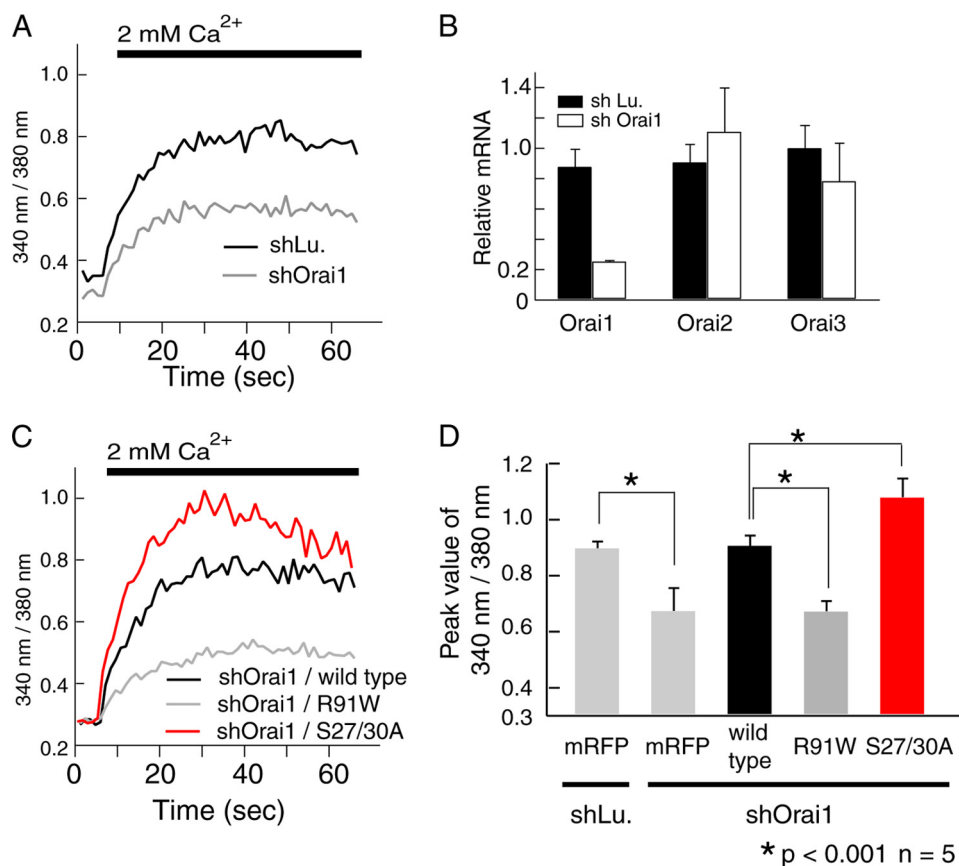 A
2 mM Ca²⁺
340 nm / 380 nm
1.0
0.8
0.6
0.4
0.2
shLu.
shOrai1
0
20
40
60
Time (sec)
B
Relative mRNA
1.4
1.0
0.2
0
sh Lu.
sh Orai1
Orai1
Orai2
Orai3
C
2 mM Ca²⁺
340 nm / 380 nm
1.0
0.8
0.6
0.4
0.2
shOrai1 / wild type
shOrai1 / R91W
shOrai1 / S27/30A
0
20
40
60
Time (sec)
D
Peak value of
340 nm / 380 nm
1.2
1.0
0.8
0.6
0.4
0.3
*
*
*
mRFP
mRFP
wild
type
R91W
S27/30A
shLu.
shOrai1
* p < 0.001 n = 5